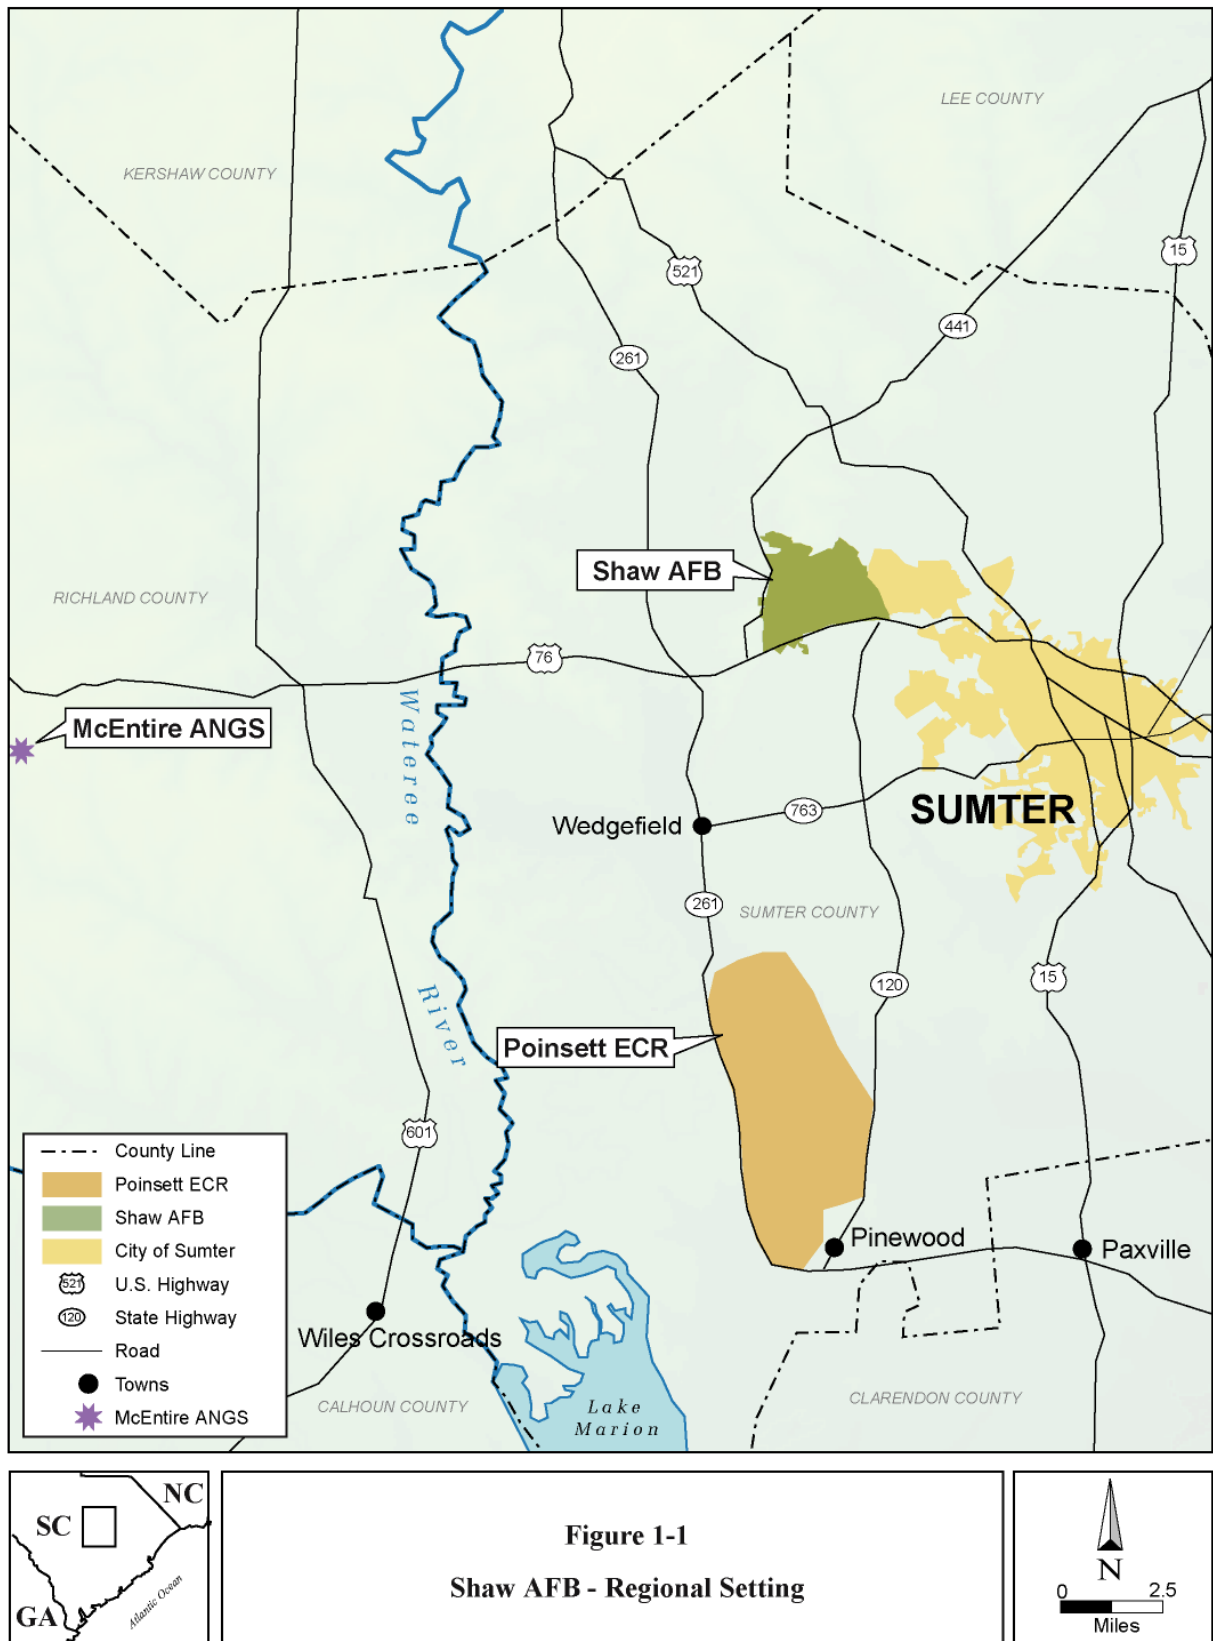 LEE COUNTY
KERSHAW COUNTY
15
521
441
261
Shaw AFB
RICHLAND COUNTY
76
McEntire ANGS
Wateree
SUMTER
763
Wedgefield
261
SUMTER COUNTY
120
15
River
Poinsett ECR
601
County Line
Poinsett ECR
Shaw AFB
City of Sumter
521 U.S. Highway
120 State Highway
Road
Towns
McEntire ANGS
Pinewood
Paxville
Wiles Crossroads
CALHOUN COUNTY
Lake
Marion
CLARENDON COUNTY
NC
SC
GA
Atlantic Ocean
Figure 1-1
Shaw AFB - Regional Setting
N
0 2.5
Miles